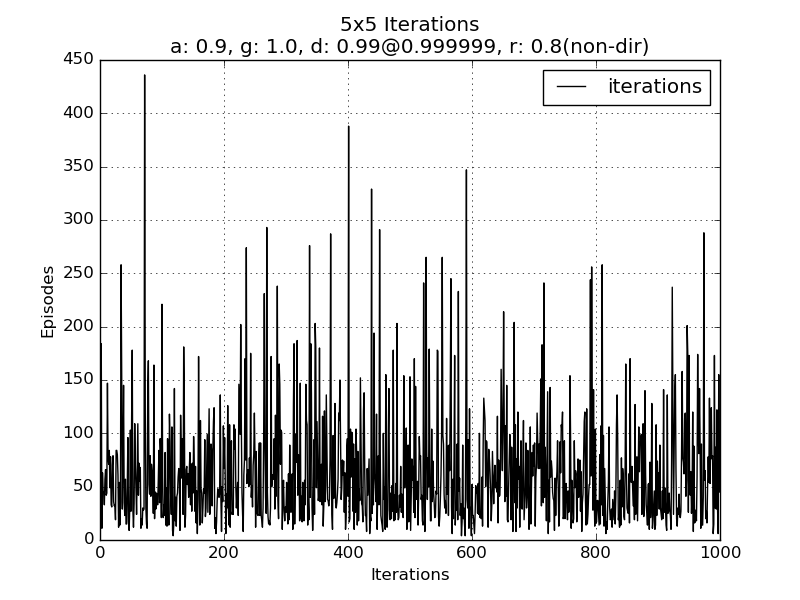 5x5 Iterations
a: 0.9, g: 1.0, d: 0.99@0.999999, r: 0.8(non-dir)
iterations
450
400
350
300
250
200
150
100
50
0
Episodes
0 200 400 600 800 1000
Iterations